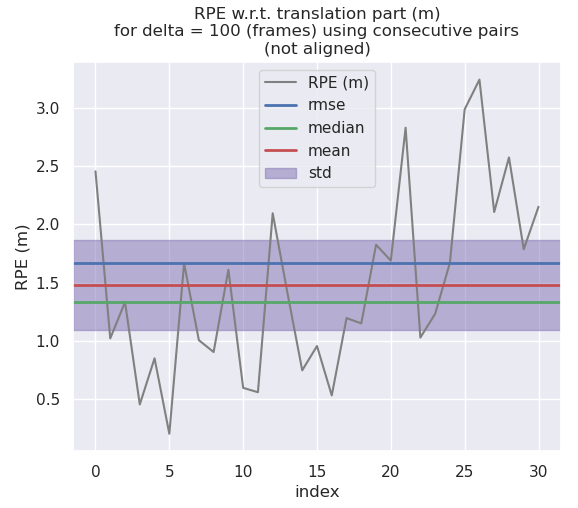 RPE w.r.t. translation part (m)
for delta = 100 (frames) using consecutive pairs
(not aligned)
RPE (m)
rmse
median
mean
std
RPE (m)
3.0
2.5
2.0
1.5
1.0
0.5
0 5 10 15 20 25 30
index